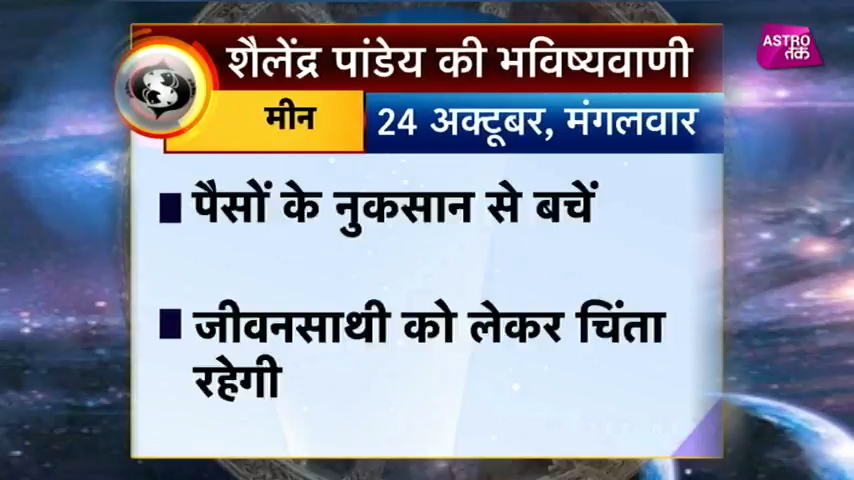 शैलेंद्र पांडेय की भविष्यवाणी
ASTRO
तक
मीन
24 अक्टूबर, मंगलवार
पैसों के नुकसान से बचें
जीवनसाथी को लेकर चिंता
रहेगी